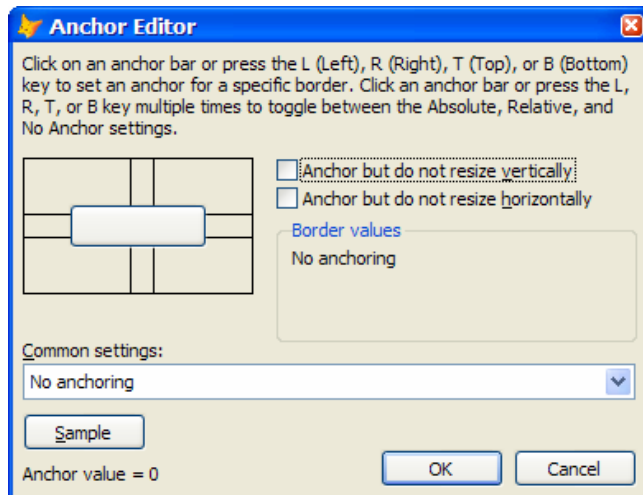 Anchor Editor
Click on an anchor bar or press the L (Left), R (Right), T (Top), or B (Bottom)
key to set an anchor for a specific border. Click an anchor bar or press the L,
R, T, or B key multiple times to toggle between the Absolute, Relative, and
No Anchor settings.
Anchor but do not resize vertically
Anchor but do not resize horizontally
Border values
No anchoring
Common settings:
No anchoring
Sample
Anchor value = 0
OK
Cancel